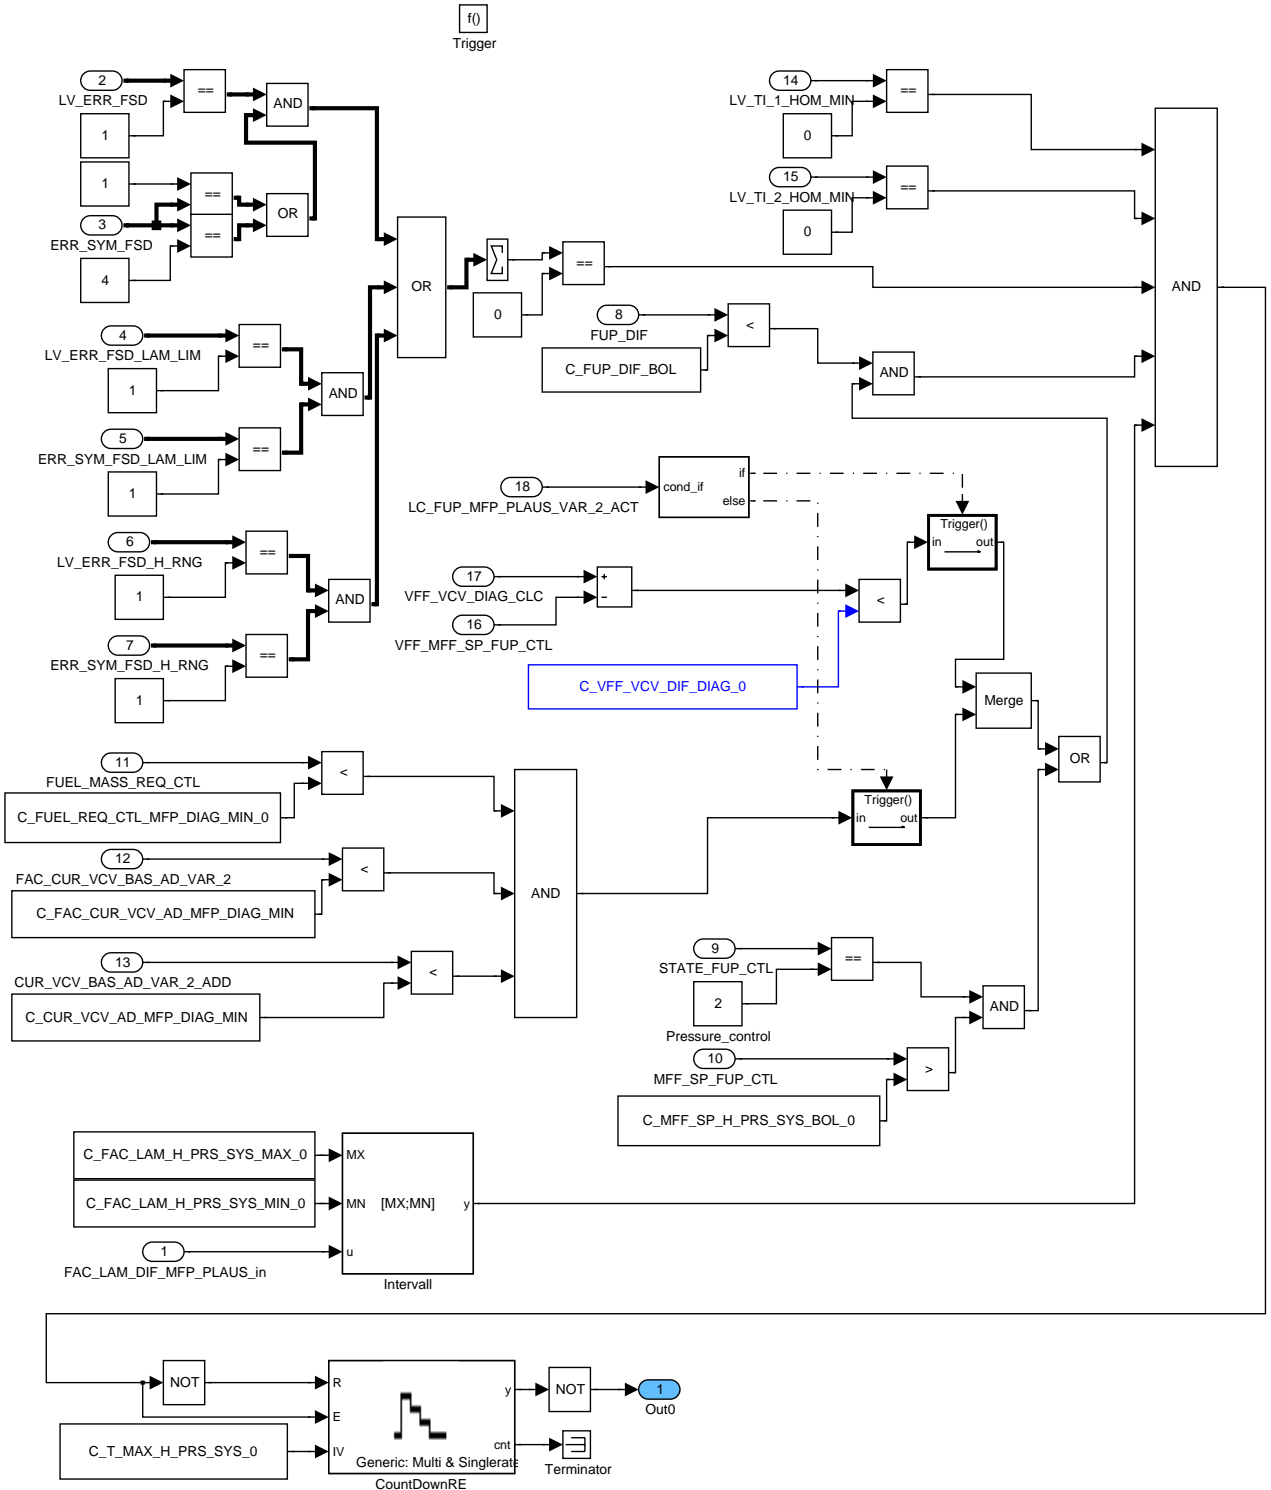 f()
Trigger
2
LV_ERR_FSD
==
AND
1
1
==
3
ERR_SYM_FSD
==
OR
4
OR
0
==
4
LV_ERR_FSD_LAM_LIM
==
1
AND
5
ERR_SYM_FSD_LAM_LIM
==
1
6
LV_ERR_FSD_H_RNG
==
1
AND
7
ERR_SYM_FSD_H_RNG
==
1
14
LV_TI_1_HOM_MIN
==
0
15
LV_TI_2_HOM_MIN
==
0
AND
8
FUP_DIF
<
C_FUP_DIF_BOL
AND
18
LC_FUP_MFP_PLAUS_VAR_2_ACT
cond_if
if
else
Trigger()
in
out
17
VFF_VCV_DIAG_CLC
+
−
16
VFF_MFF_SP_FUP_CTL
<
C_VFF_VCV_DIF_DIAG_0
Merge
OR
11
FUEL_MASS_REQ_CTL
<
C_FUEL_REQ_CTL_MFP_DIAG_MIN_0
12
FAC_CUR_VCV_BAS_AD_VAR_2
<
C_FAC_CUR_VCV_AD_MFP_DIAG_MIN
13
CUR_VCV_BAS_AD_VAR_2_ADD
<
C_CUR_VCV_AD_MFP_DIAG_MIN
AND
Trigger()
in
out
9
STATE_FUP_CTL
==
2
Pressure_control
AND
10
MFF_SP_FUP_CTL
>
C_MFF_SP_H_PRS_SYS_BOL_0
C_FAC_LAM_H_PRS_SYS_MAX_0
MX
C_FAC_LAM_H_PRS_SYS_MIN_0
MN
[MX;MN]
y
1
FAC_LAM_DIF_MFP_PLAUS_in
u
Intervall
NOT
R
E
C_T_MAX_H_PRS_SYS_0
IV
y
cnt
Generic: Multi & Singlerate
CountDownRE
NOT
1
Out0
Terminator